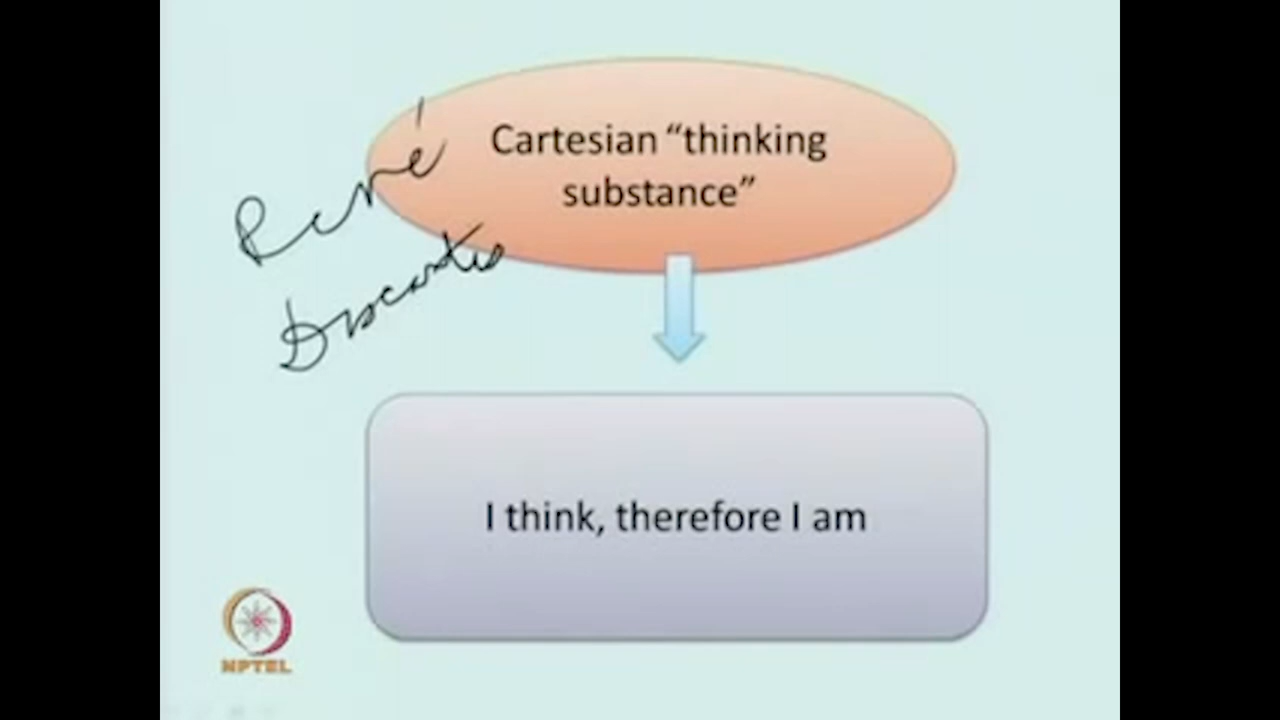 Cartesian “thinking
substance”
René
Descartes
I think, therefore I am
NPTEL